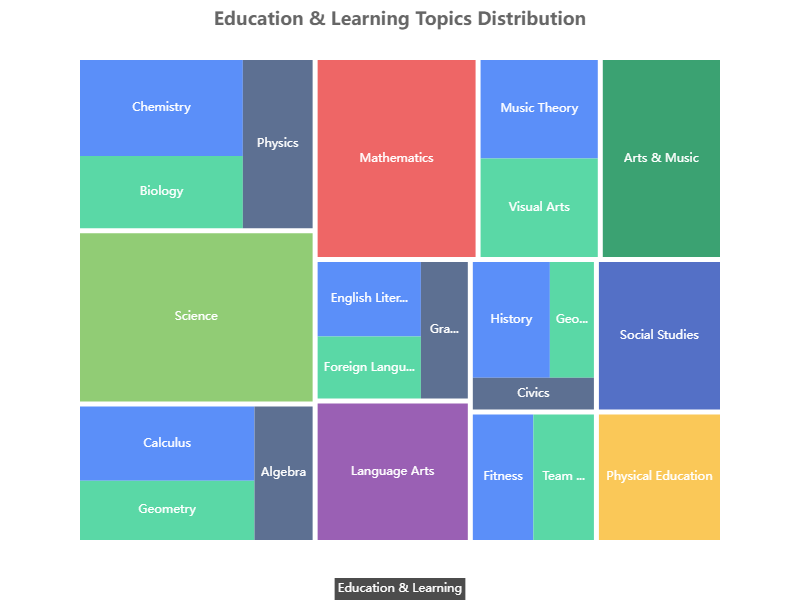 Education & Learning Topics Distribution
Chemistry
Physics
Biology
Mathematics
Music Theory
Visual Arts
Arts & Music
Science
English Liter...
Gra...
Foreign Langu...
History
Geo...
Civics
Social Studies
Calculus
Algebra
Geometry
Language Arts
Fitness
Team ...
Physical Education
Education & Learning